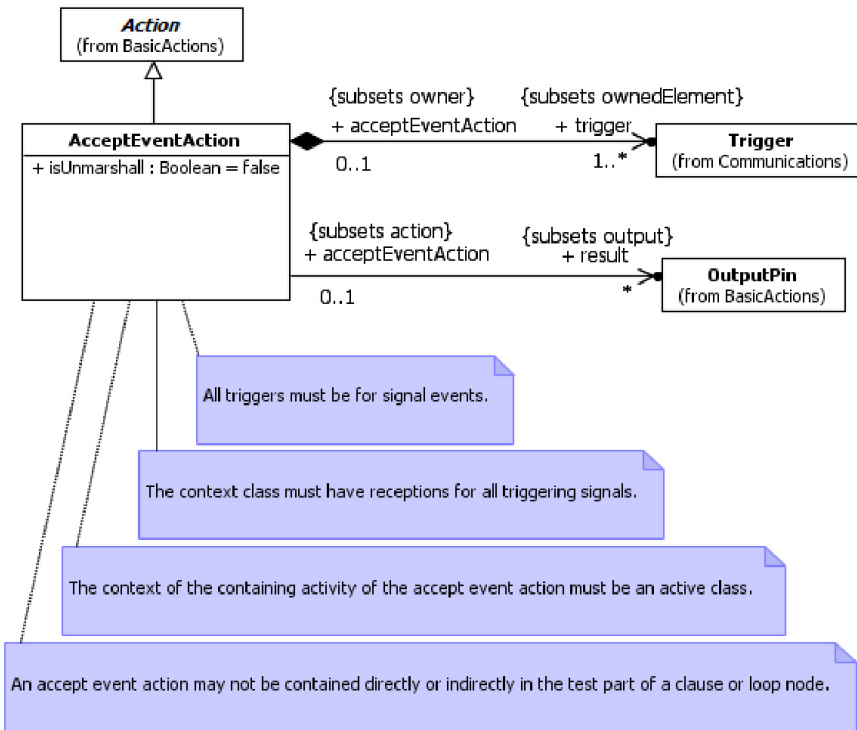 Action
(from BasicActions)
{subsets owner}
{subsets ownedElement}
+ acceptEventAction
+ trigger
0..1
1..*
AcceptEventAction
+ isUnmarshall : Boolean = false
Trigger
(from Communications)
{subsets action}
{subsets output}
+ acceptEventAction
+ result
0..1
*
OutputPin
(from BasicActions)
All triggers must be for signal events.
The context class must have receptions for all triggering signals.
The context of the containing activity of the accept event action must be an active class.
An accept event action may not be contained directly or indirectly in the test part of a clause or loop node.